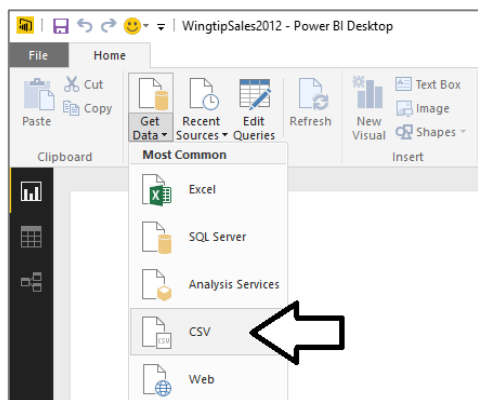 WingtipSales2012 - Power BI Desktop
File Home
Paste
Cut
Copy
Clipboard
Get Data
Recent Sources
Edit Queries
Refresh
New Visual
Text Box
Image
Shapes
Insert
Most Common
Excel
SQL Server
Analysis Services
CSV
Web